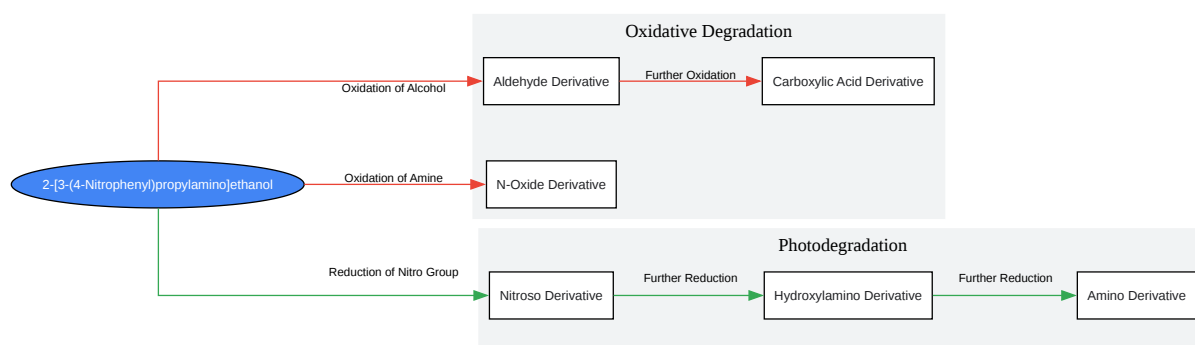 Oxidative Degradation
Oxidation of Alcohol
Aldehyde Derivative
Further Oxidation
Carboxylic Acid Derivative
2-[3-(4-Nitrophenyl)propylamino]ethanol
Oxidation of Amine
N-Oxide Derivative
Photodegradation
Reduction of Nitro Group
Nitroso Derivative
Further Reduction
Hydroxylamino Derivative
Further Reduction
Amino Derivative